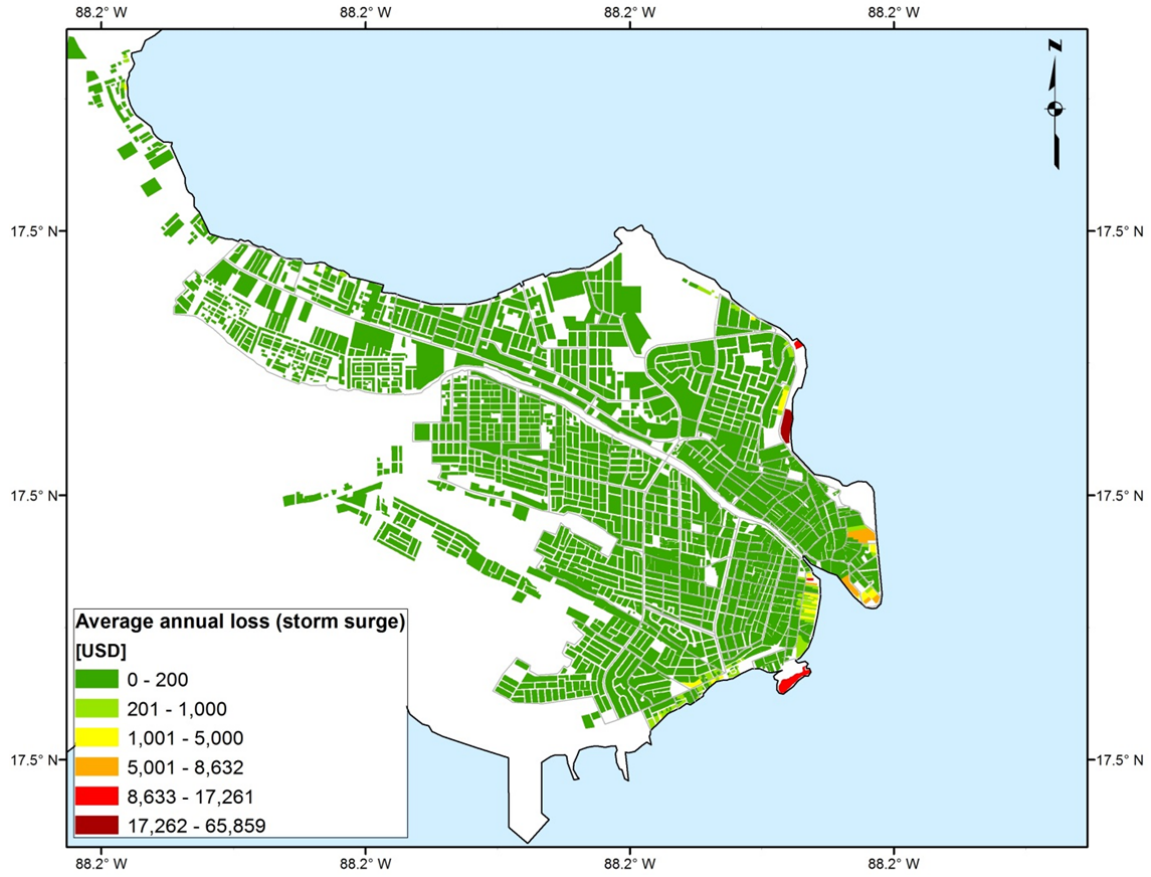 88.2° W 88.2° W 88.2° W 88.2° W
N
17.5° N 17.5° N
17.5° N 17.5° N
Average annual loss (storm surge)
[USD]
0 - 200
201 - 1,000
1,001 - 5,000
5,001 - 8,632
8,633 - 17,261
17,262 - 65,859
17.5° N 17.5° N
88.2° W 88.2° W 88.2° W 88.2° W